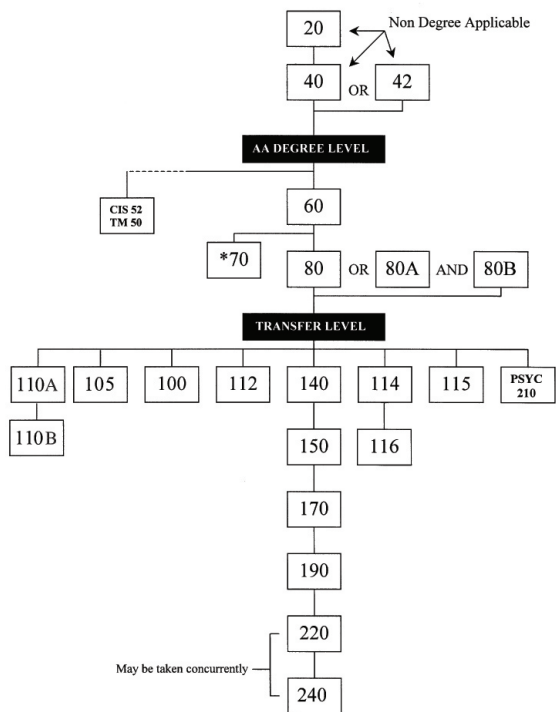 20
Non Degree Applicable
40 OR 42
AA DEGREE LEVEL
CIS 52
TM 50
60
*70
80 OR 80A AND 80B
TRANSFER LEVEL
110A 105 100 112 140 114 115 PSYC
210
110B 150 116
170
190
220
May be taken concurrently
240